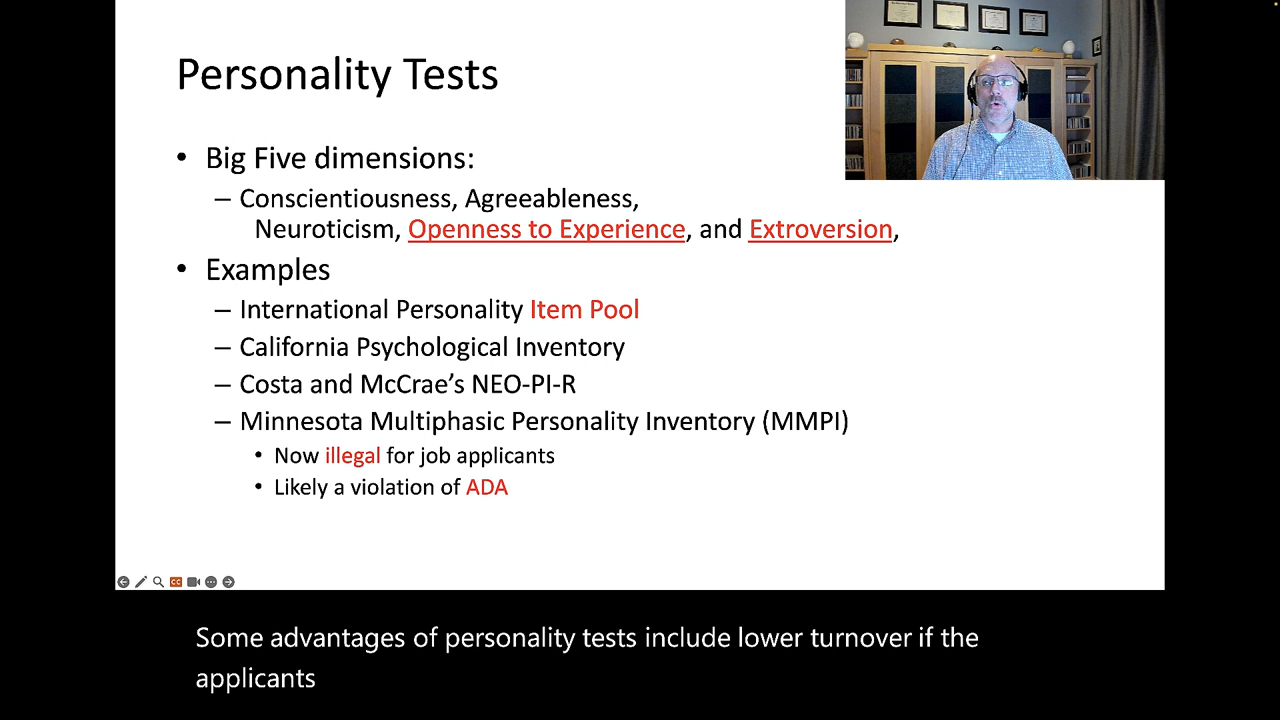 Personality Tests
• Big Five dimensions:
– Conscientiousness, Agreeableness,
Neuroticism, Openness to Experience, and Extroversion,
• Examples
– International Personality Item Pool
– California Psychological Inventory
– Costa and McCrae’s NEO-PI-R
– Minnesota Multiphasic Personality Inventory (MMPI)
• Now illegal for job applicants
• Likely a violation of ADA
CC
Some advantages of personality tests include lower turnover if the
applicants